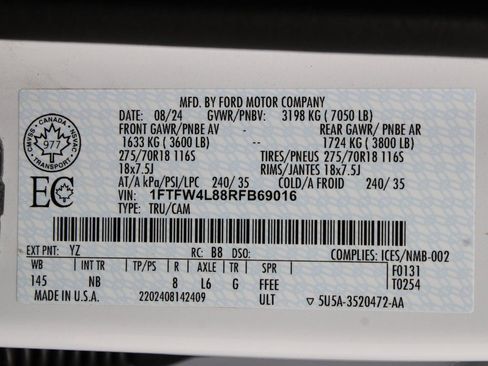 MFD. BY FORD MOTOR COMPANY
DATE: 08/24 GVWR/PNBV: 3198 KG ( 7050 LB)
FRONT GAWR/PNBE AV REAR GAWR/ PNBE AR
1633 KG ( 3600 LB) 1724 KG ( 3800 LB)
275/70R18 116S TIRES/PNEUS 275/70R18 116S
18x7.5J RIMS/JANTES 18x7.5J
AT/A kPa/PSI/LPC 240/ 35 COLD/A FROID 240/ 35
VIN: 1FTFW4L88RFB69016
TYPE: TRU/CAM
CANADA
CMVSS NSVAC
977
TRANSPORT
EC
EXT PNT: YZ RC: B8 DSO: COMPLIES: ICES/NMB-002
WB INT TR TP/PS R AXLE TR SPR F0131
145 NB 8 L6 G FFEE T0254
MADE IN U.S.A. 2202408142409 ULT ▽ 5U5A-3520472-AA